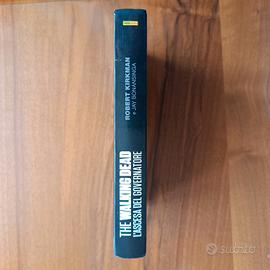 ROBERT KIRKMAN
e JAY BONANSINGA
THE WALKING DEAD
L'ASCESA DEL GOVERNATORE
subito